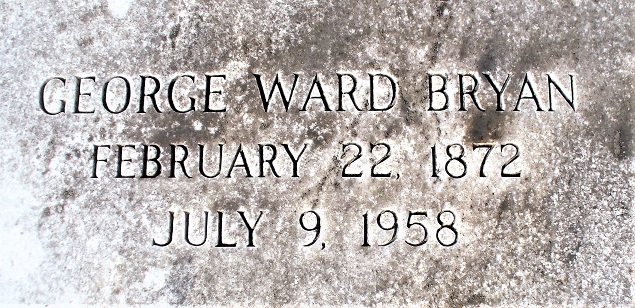 GEORGE WARD BRYAN
FEBRUARY 22, 1872
JULY 9, 1958